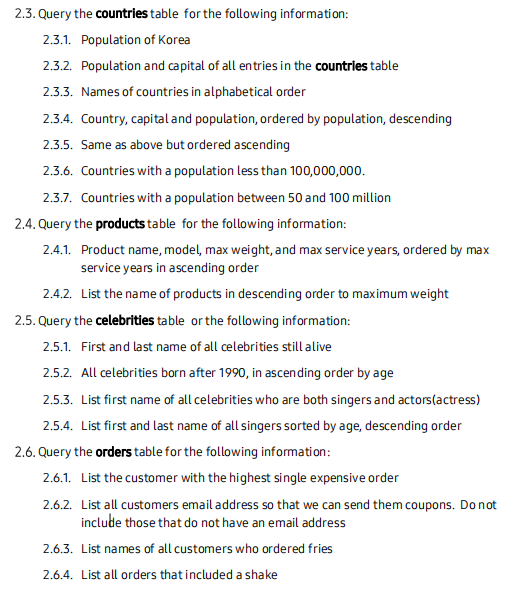 2.3. Query the countries table for the following information:
2.3.1. Population of Korea
2.3.2. Population and capital of all entries in the countries table
2.3.3. Names of countries in alphabetical order
2.3.4. Country, capital and population, ordered by population, descending
2.3.5. Same as above but ordered ascending
2.3.6. Countries with a population less than 100,000,000.
2.3.7. Countries with a population between 50 and 100 million
2.4. Query the products table for the following information:
2.4.1. Product name, model, max weight, and max service years, ordered by max
service years in ascending order
2.4.2. List the name of products in descending order to maximum weight
2.5. Query the celebrities table or the following information:
2.5.1. First and last name of all celebrities still alive
2.5.2. All celebrities born after 1990, in ascending order by age
2.5.3. List first name of all celebrities who are both singers and actors(actress)
2.5.4. List first and last name of all singers sorted by age, descending order
2.6. Query the orders table for the following information:
2.6.1. List the customer with the highest single expensive order
2.6.2. List all customers email address so that we can send them coupons. Do not
include those that do not have an email address
2.6.3. List names of all customers who ordered fries
2.6.4. List all orders that included a shake